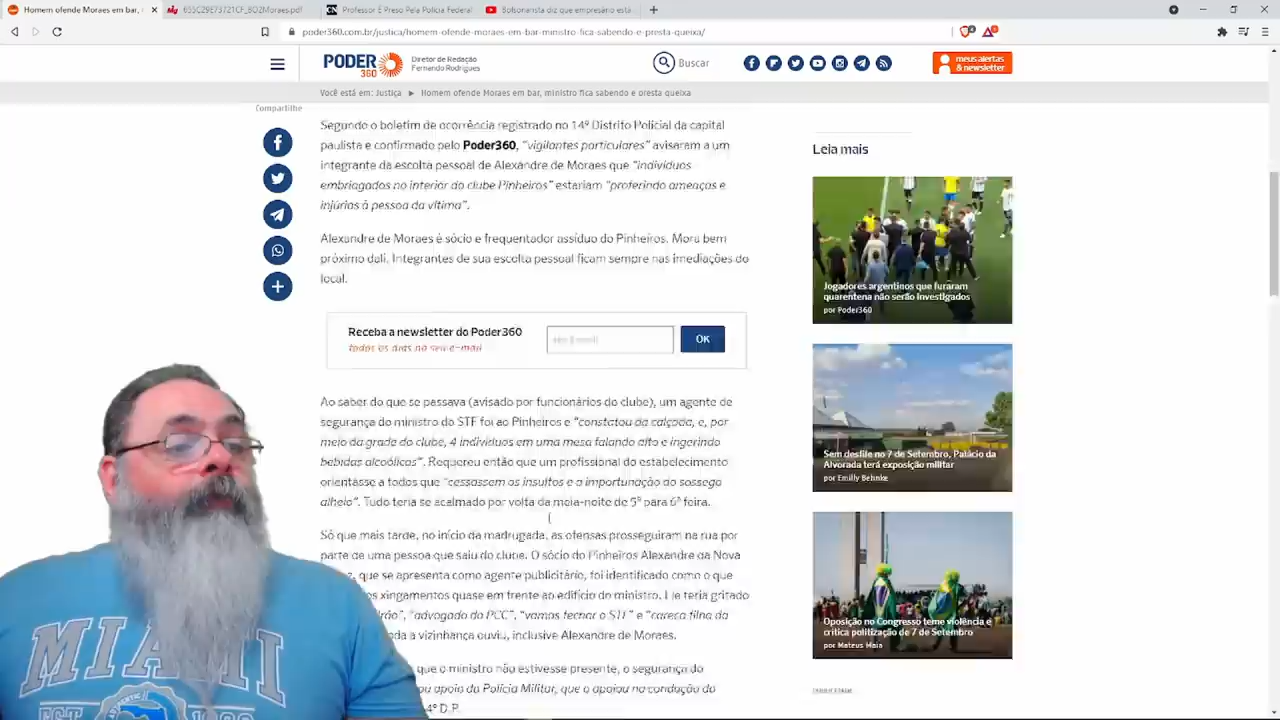 Homem ofende Moraes em bar,
655C29E73721CF_BO2Moraes.pdf
Professor É Preso Pela Polícia Federal
Bolsonarista diz que empresário está
poder360.com.br/justica/homem-ofende-moraes-em-bar-ministro-fica-sabendo-e-presta-queixa/
PODER
360
Diretor de Redação
Fernando Rodrigues
Buscar
meus alertas
& newsletter
Você está em: Justiça ► Homem ofende Moraes em bar, ministro fica sabendo e presta queixa
Compartilhe
Segundo o boletim de ocorrência registrado no 14º Distrito Policial da capital
paulista e confirmado pelo Poder360, “vigilantes particulares” avisaram a um
integrante da escolta pessoal de Alexandre de Moraes que “indivíduos
embriagados no interior do clube Pinheiros” estariam “proferindo ameaças e
injúrias à pessoa da vítima”.
Alexandre de Moraes é sócio e frequentador assíduo do Pinheiros. Mora bem
próximo dali. Integrantes de sua escolta pessoal ficam sempre nas imediações do
local.
Receba a newsletter do Poder360
todos os dias no seu e-mail
seu e-mail
OK
Ao saber do que se passava (avisado por funcionários do clube), um agente de
segurança do ministro do STF foi ao Pinheiros e “constatou da calçada, e, por
meio da grade do clube, 4 indivíduos em uma mesa falando alto e ingerindo
bebidas alcoólicas”. Requereu então que um profissional do estabelecimento
orientasse a todos que “cessassem os insultos e a importunação do sossego
alheio”. Tudo teria se acalmado por volta da meia-noite de 5ª para 6ª feira.
Só que mais tarde, no início da madrugada, as ofensas prosseguiram na rua por
parte de uma pessoa que saiu do clube. O sócio do Pinheiros Alexandre da Nova
, que se apresenta como agente publicitário, foi identificado como o que
os xingamentos quase em frente ao edifício do ministro. Ele teria gritado
“advogado do PCC”, “vamos fechar o STF” e “careca filho da
a vizinhança ouviu, inclusive Alexandre de Moraes.
que o ministro não estivesse presente, o segurança do
apoio da Polícia Militar, que o apoiou na condução do
4º D.P.
Leia mais
Jogadores argentinos que furaram
quarentena não serão investigados
por Poder360
Sem desfile no 7 de Setembro, Palácio da
Alvorada terá exposição militar
por Emilly Behnke
Oposição no Congresso teme violência e
critica politização de 7 de Setembro
por Mateus Maia
MIAMI